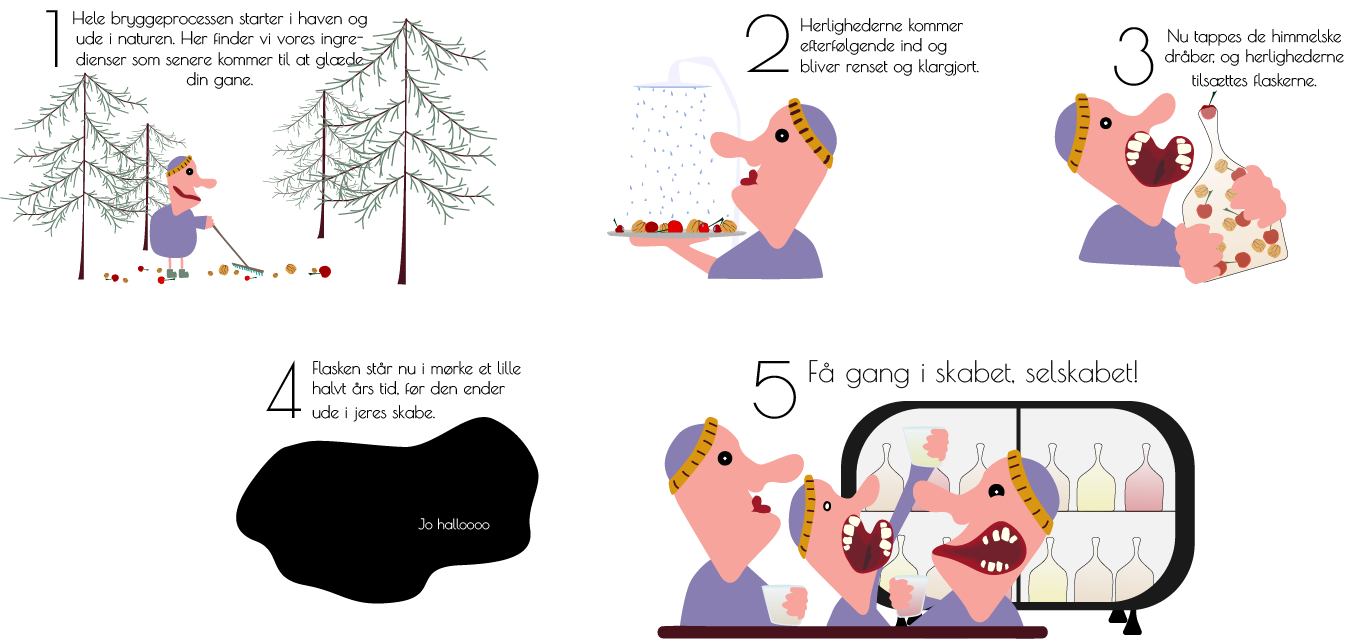 1
Hele bryggeprocessen starter i haven og
ude i naturen. Her finder vi vores ingre-
dienser som senere kommer til at glæde
din gane.
2
Herlighederne kommer
efterfølgende ind og
bliver renset og klargjort.
3
Nu tappes de himmelske
dråber, og herlighederne
tilsættes flaskerne.
4
Flasken står nu i mørke et lille
halvt års tid, før den ender
ude i jeres skabe.
Jo halloooo
5
Få gang i skabet, selskabet!